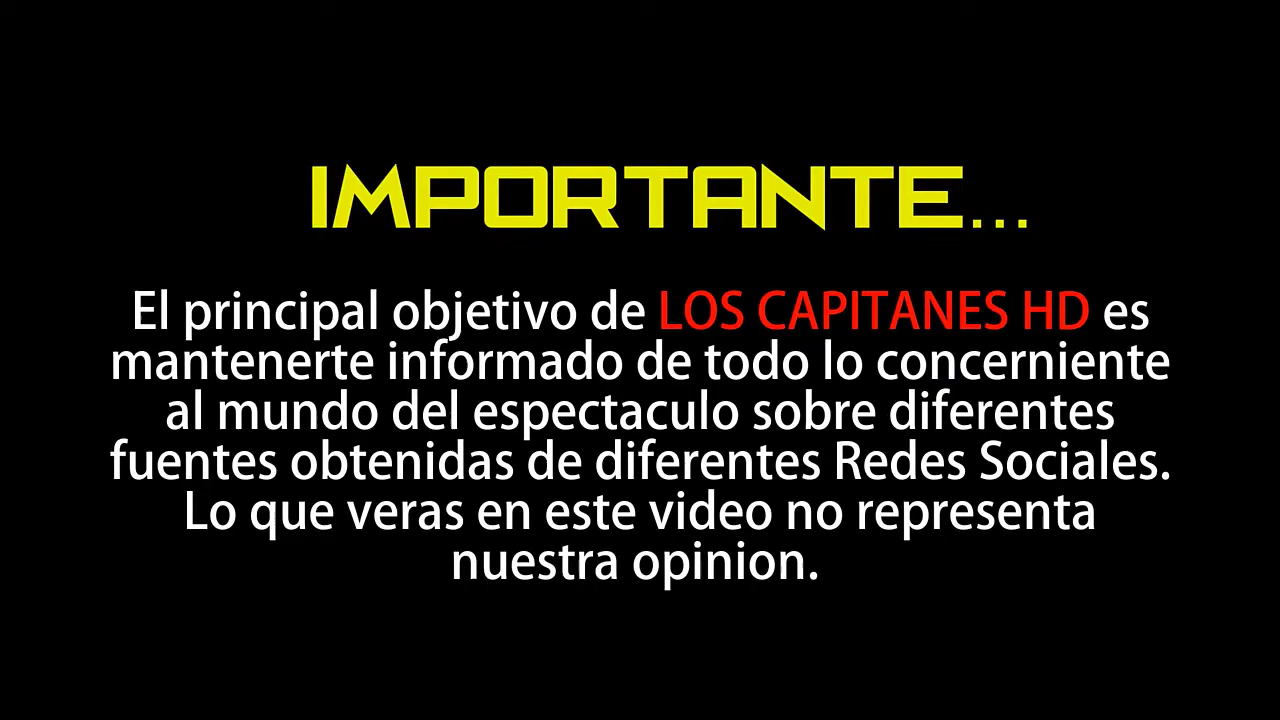 IMPORTANTE...
El principal objetivo de LOS CAPITANES HD es
mantenerte informado de todo lo concerniente
al mundo del espectaculo sobre diferentes
fuentes obtenidas de diferentes Redes Sociales.
Lo que veras en este video no representa
nuestra opinion.